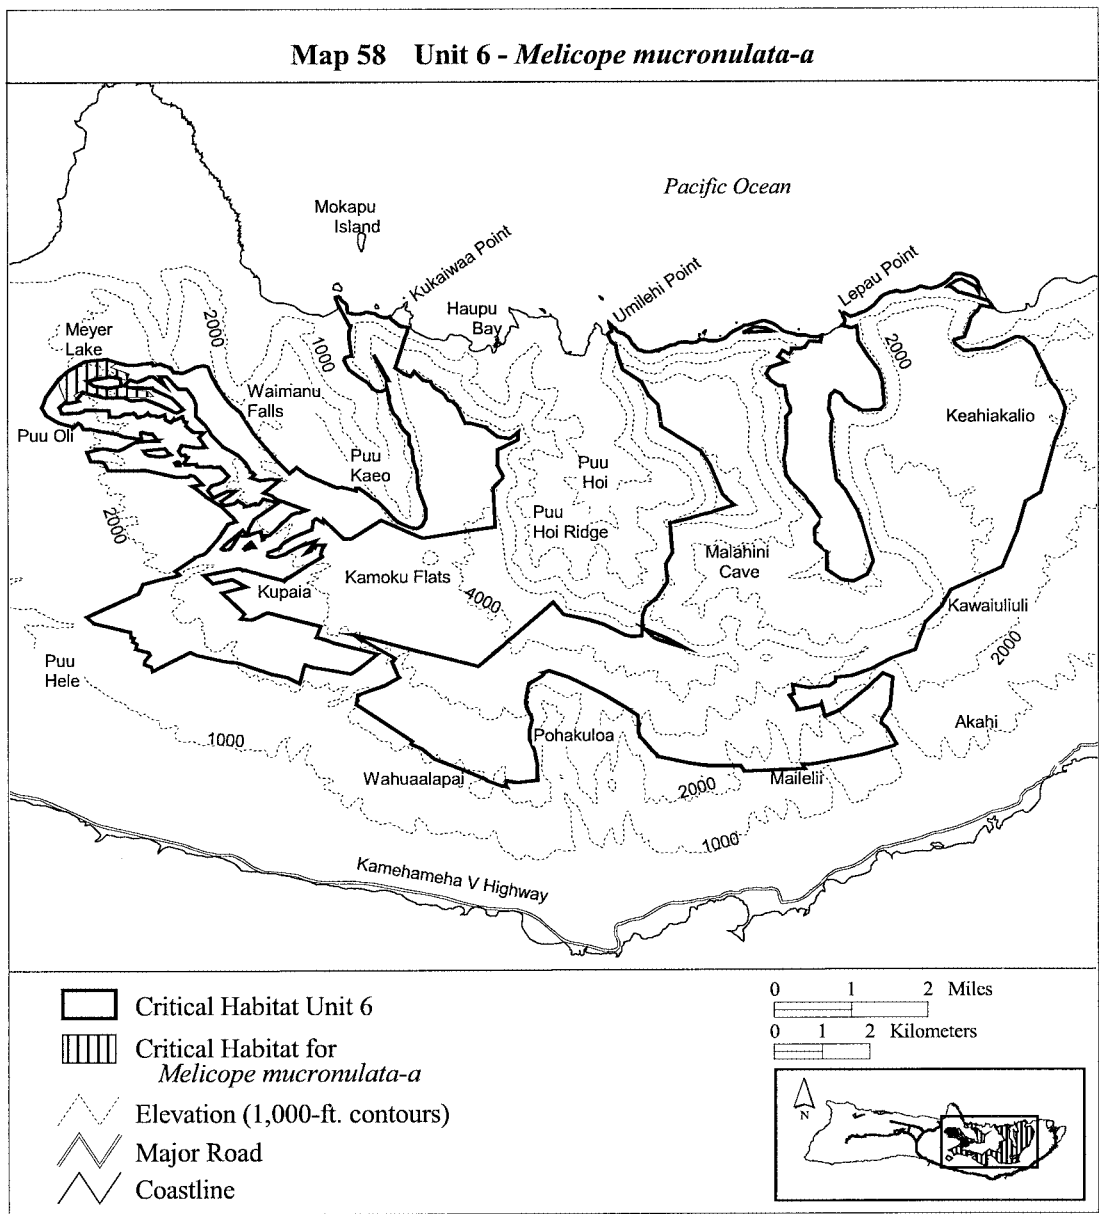 Map 58 Unit 6 - Melicope mucronulata-a
Pacific Ocean
Mokapu
Island
Kukaiwaa Point
Haupu
Bay
Umilehi Point
Lepau Point
Meyer
Lake
2000
1000
2000
Waimanu
Falls
Keahiakalio
Puu Oli
Puu
Kaeo
Puu
Hoi
2000
Puu
Hoi Ridge
Malahini
Cave
Kamoku Flats
Kupaia
4000
Kawaiuliuli
2000
Puu
Hele
1000
Pohakuloa
Akahi
Wahuaalapai
Mailelii
2000
1000
Kamehameha V Highway
Critical Habitat Unit 6
Critical Habitat for
Melicope mucronulata-a
Elevation (1,000-ft. contours)
Major Road
Coastline
0 1 2 Miles
0 1 2 Kilometers
N